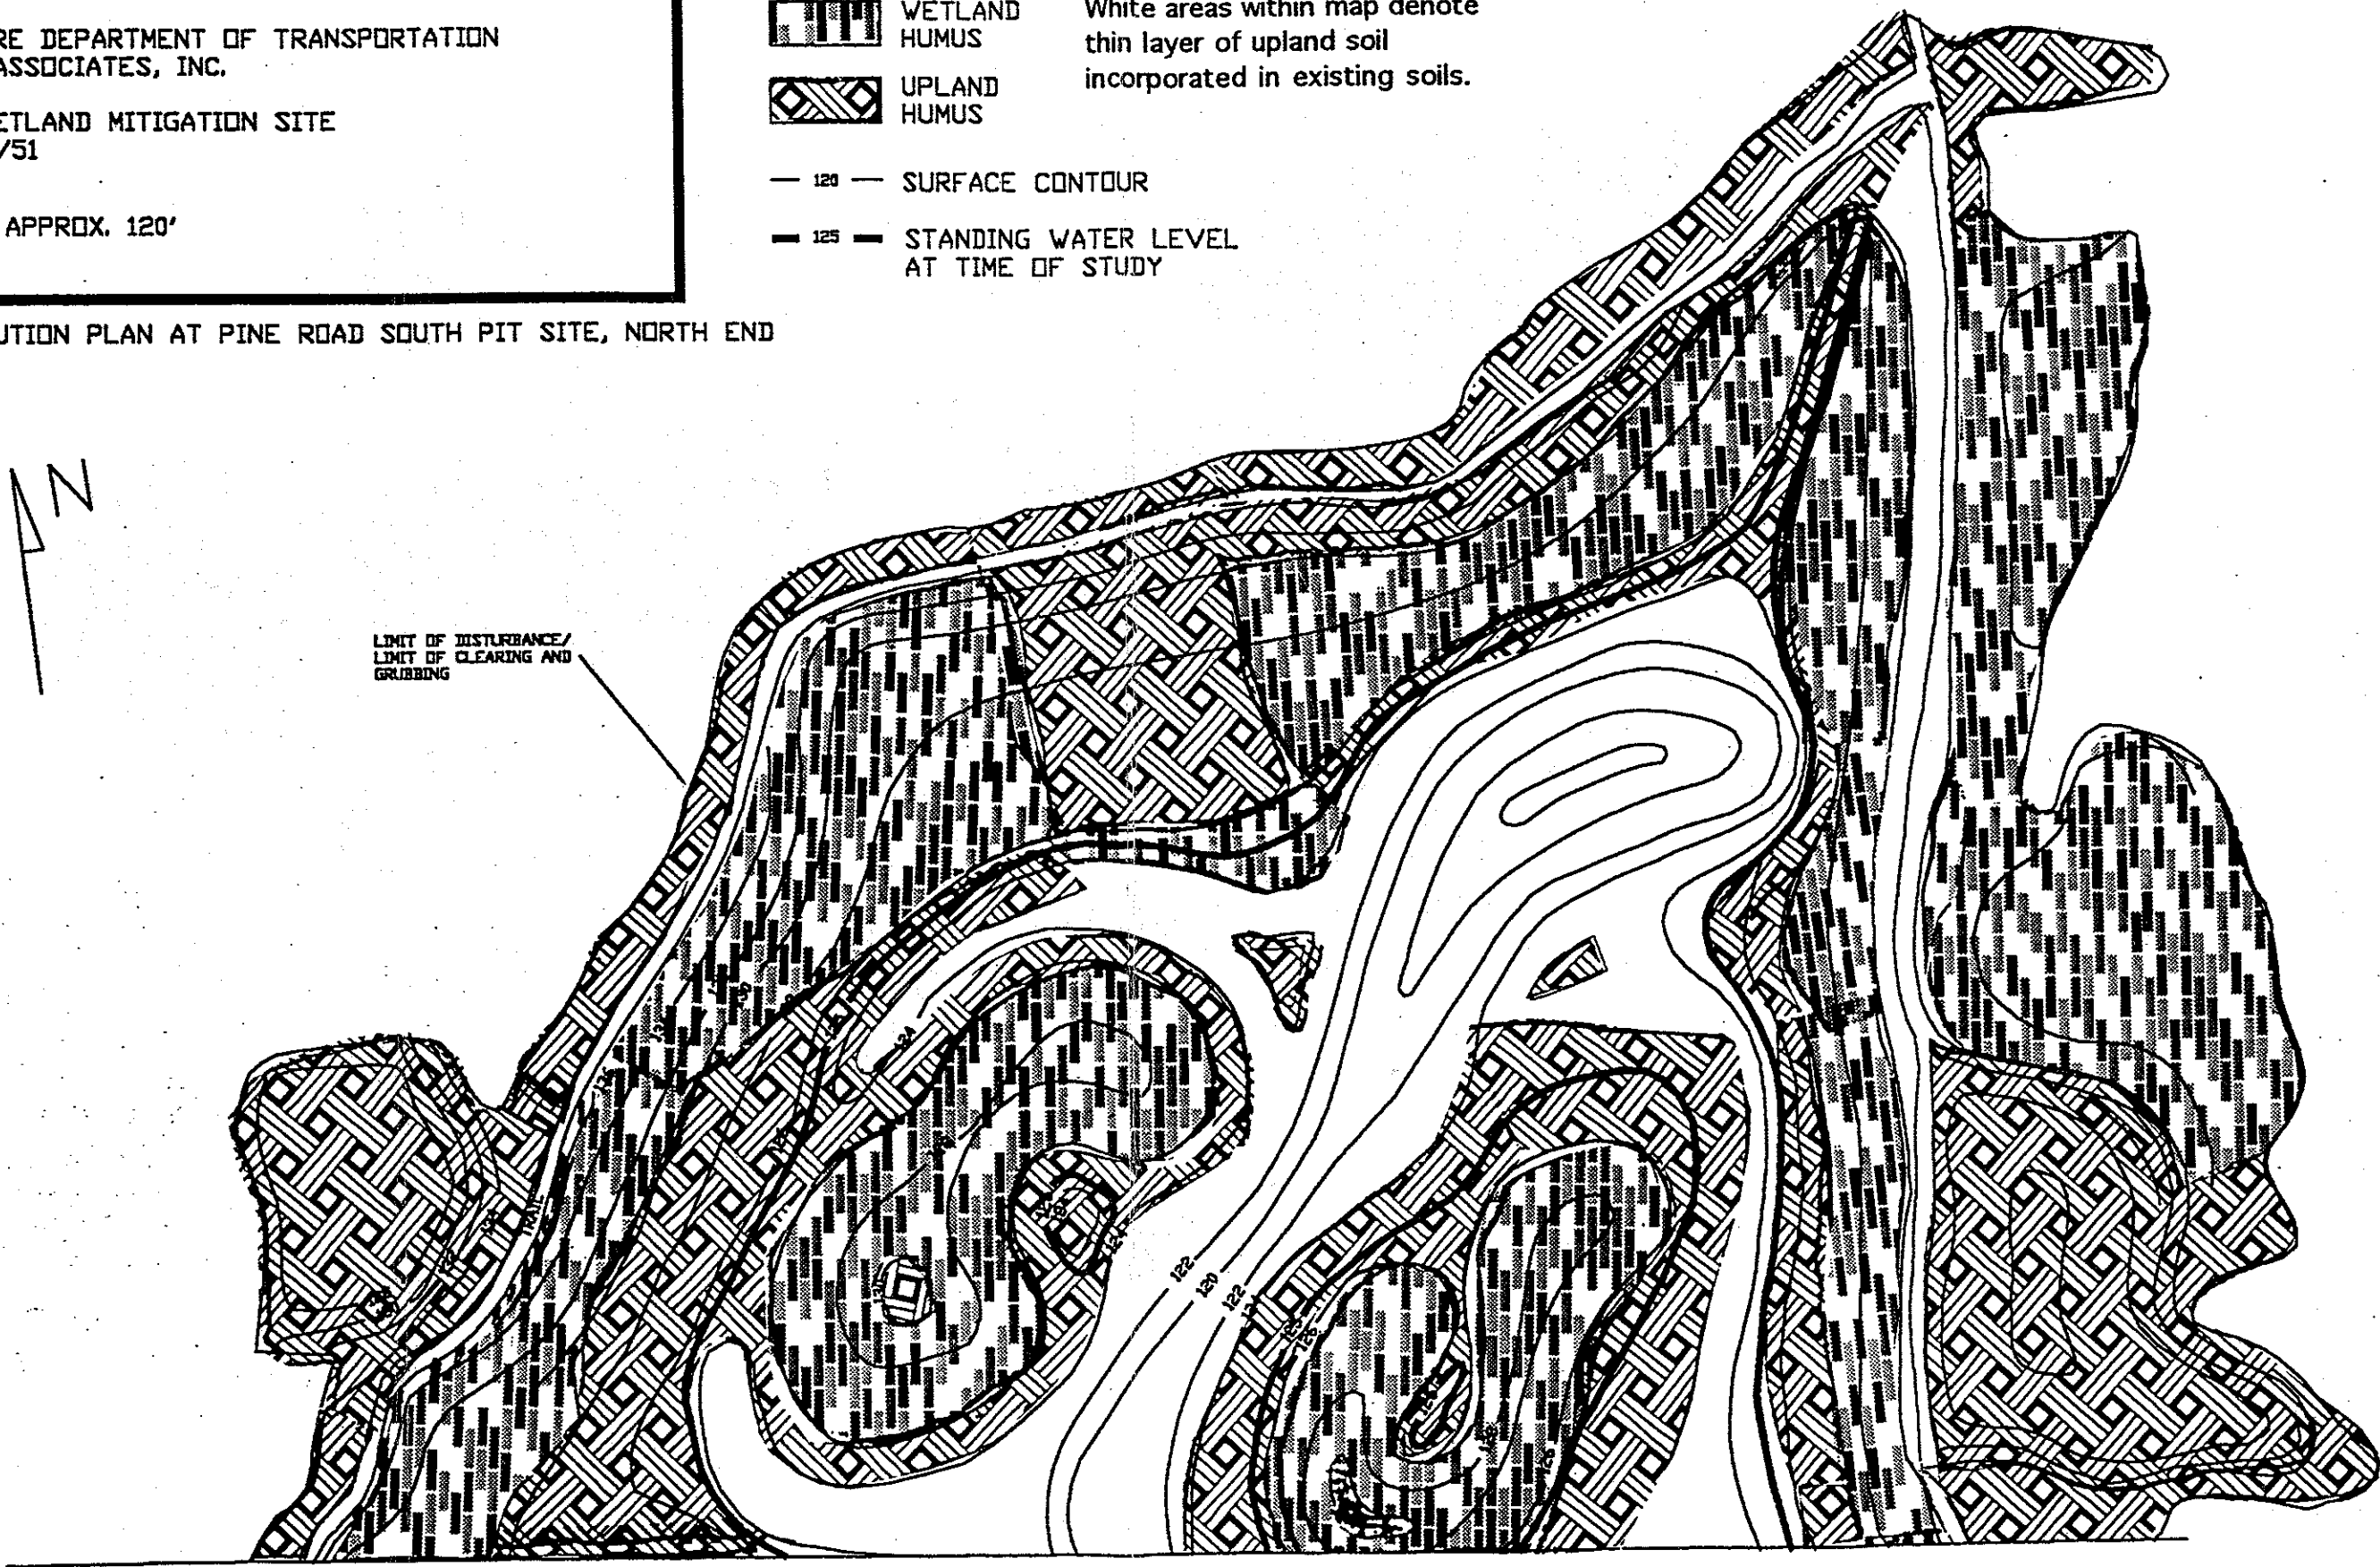 RE DEPARTMENT OF TRANSPORTATION
ASSOCIATES, INC.
ETLAND MITIGATION SITE
/51
APPROX. 120'
UTION PLAN AT PINE ROAD SOUTH PIT SITE, NORTH END
WETLAND
HUMUS
UPLAND
HUMUS
— 120 — SURFACE CONTOUR
— 125 — STANDING WATER LEVEL
AT TIME OF STUDY
White areas within map denote
thin layer of upland soil
incorporated in existing soils.
N
LIMIT OF DISTURBANCE/
LIMIT OF CLEARING AND
GRUBBING
124
TRAIL
122
120
122
124